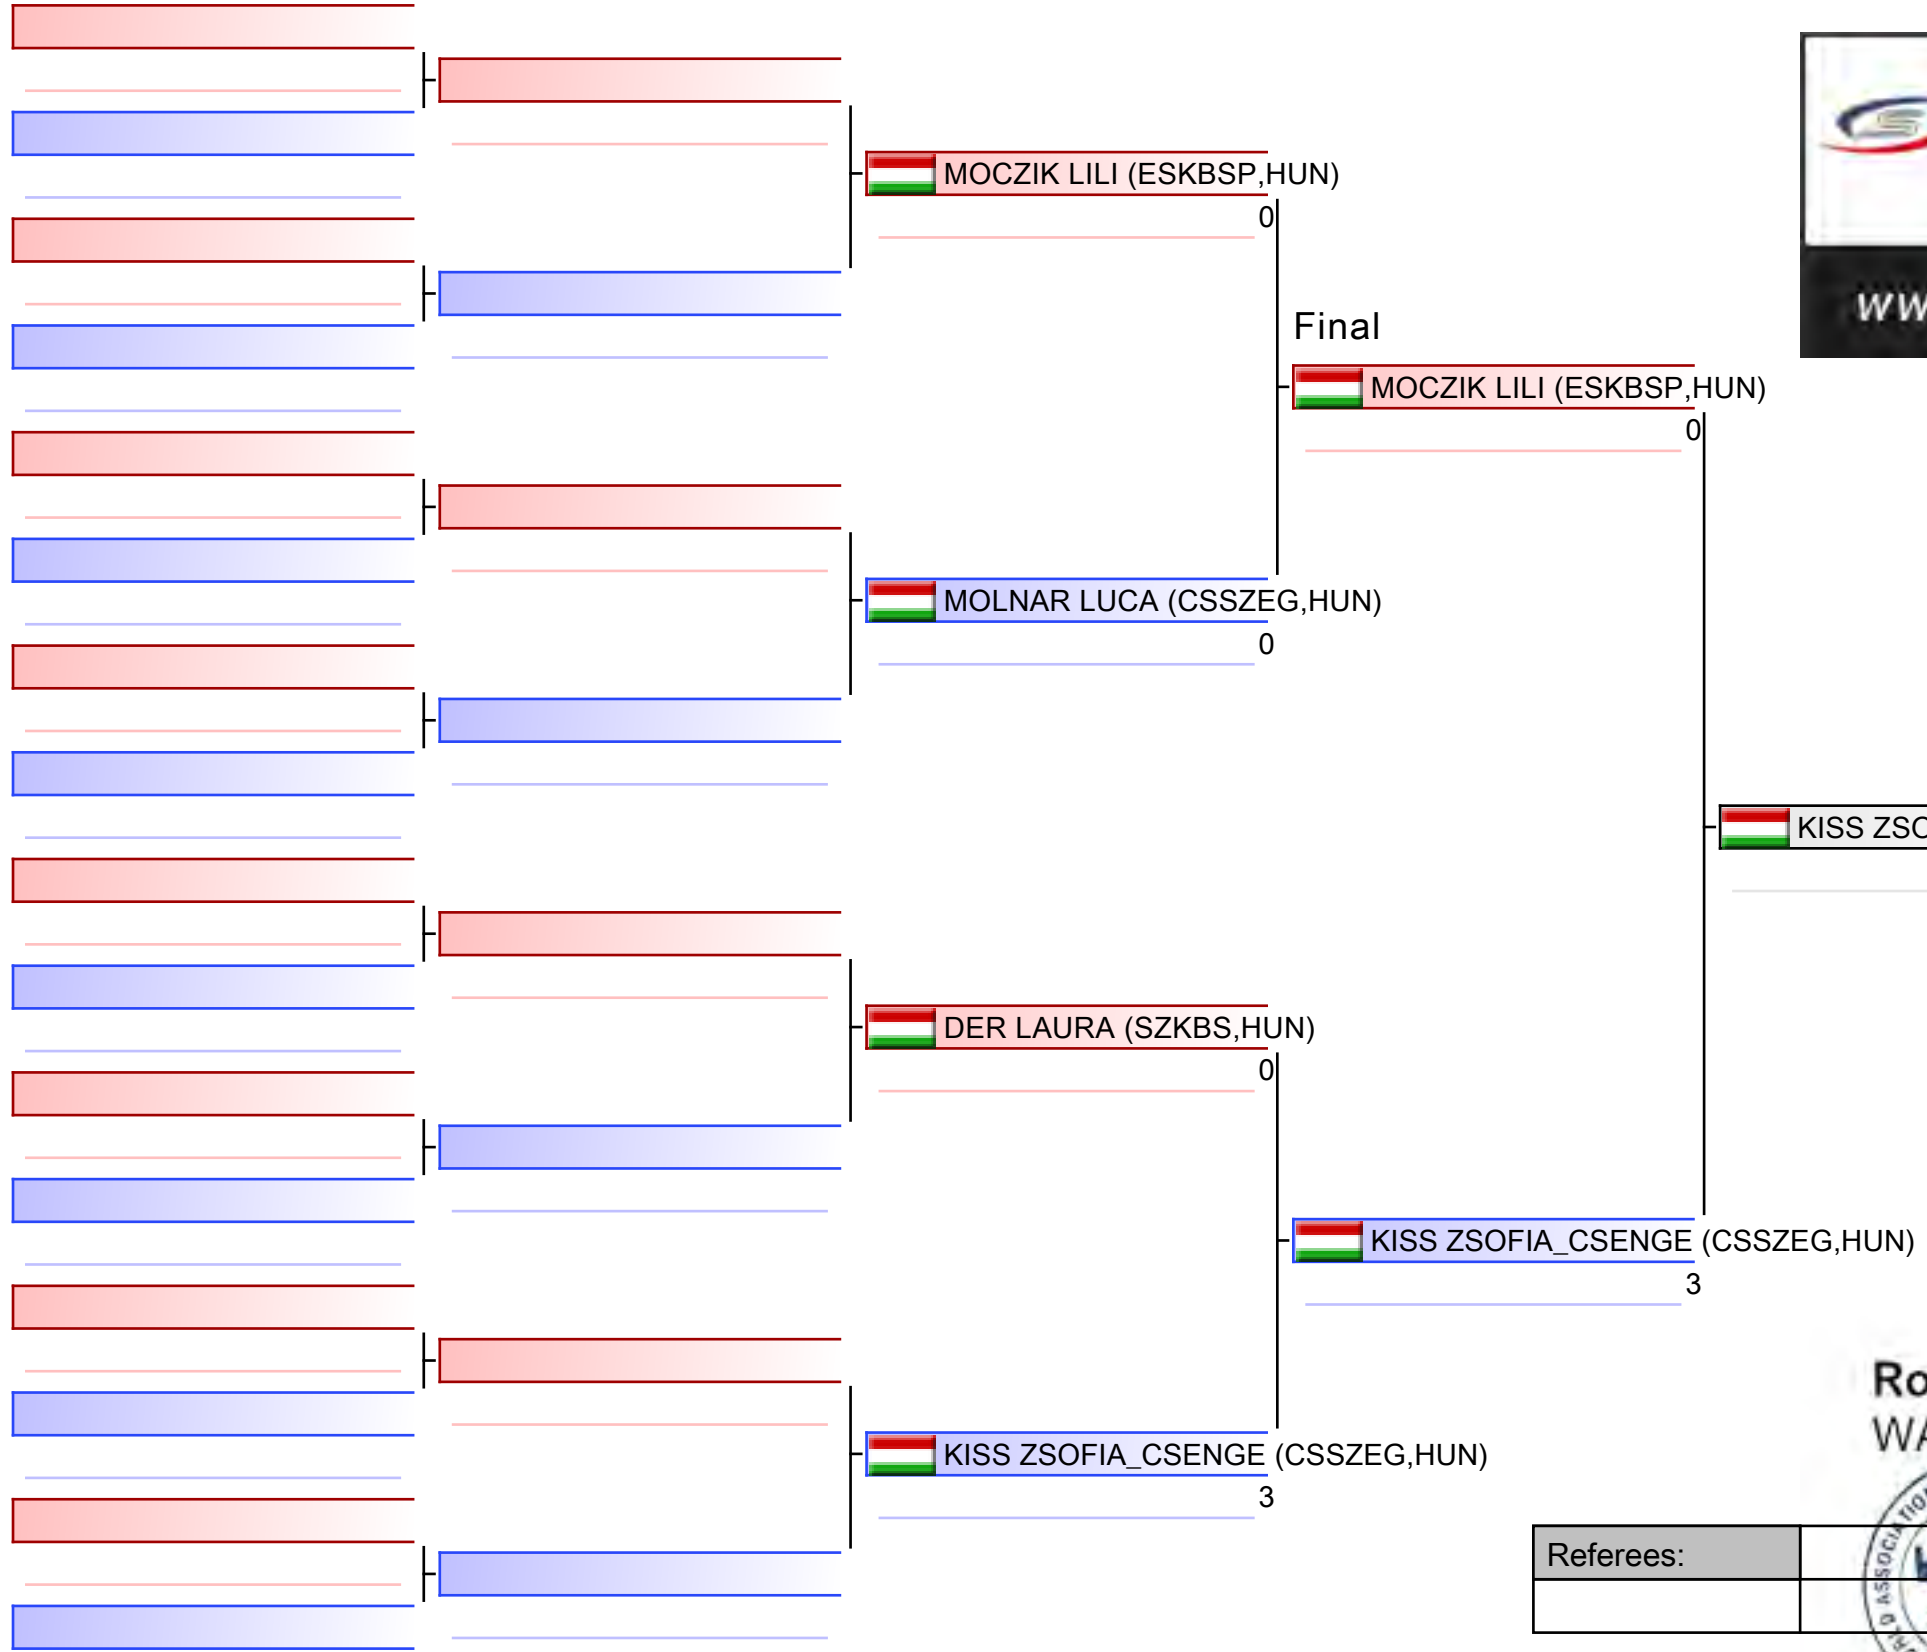 MOCZIK LILI (ESKBSP,HUN)
0
Final
MOCZIK LILI (ESKBSP,HUN)
0
MOLNAR LUCA (CSSZEG,HUN)
0
KISS
DER LAURA (SZKBS,HUN)
0
KISS ZSOFIA_CSENGE (CSSZEG,HUN)
3
KISS ZSOFIA_CSENGE (CSSZEG,HUN)
3
Referees: